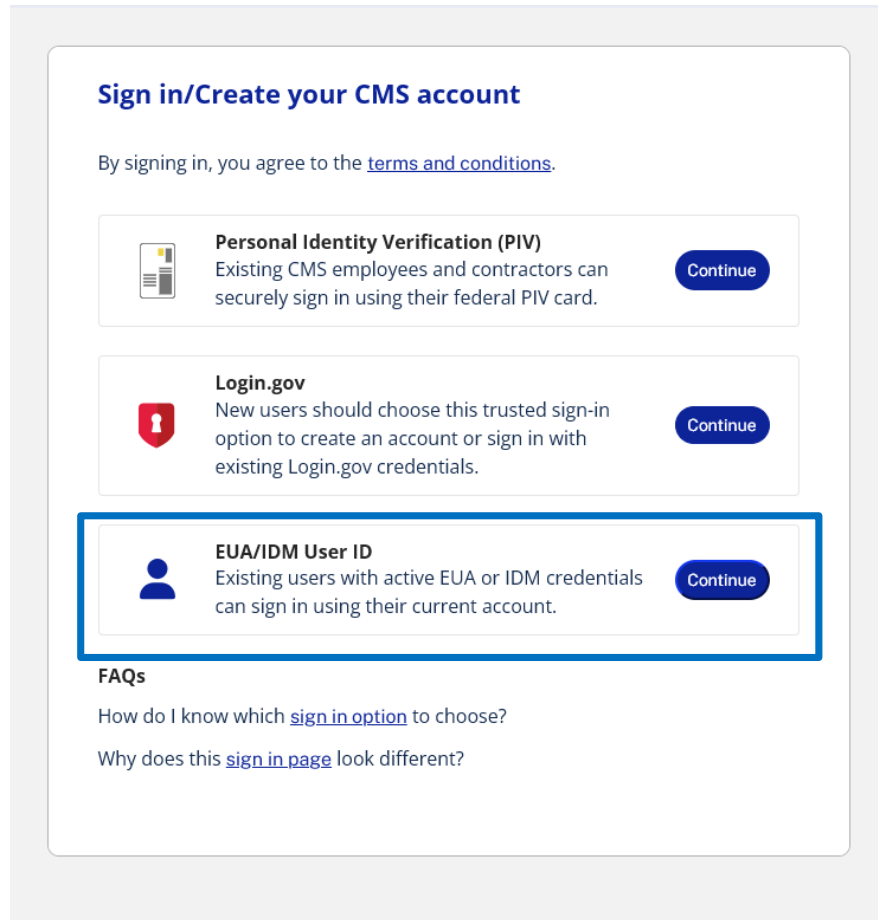 Sign in/Create your CMS account
By signing in, you agree to the terms and conditions.
Personal Identity Verification (PIV)
Existing CMS employees and contractors can
securely sign in using their federal PIV card.
Continue
Login.gov
New users should choose this trusted sign-in
option to create an account or sign in with
existing Login.gov credentials.
Continue
EUA/IDM User ID
Existing users with active EUA or IDM credentials
can sign in using their current account.
Continue
FAQs
How do I know which sign in option to choose?
Why does this sign in page look different?